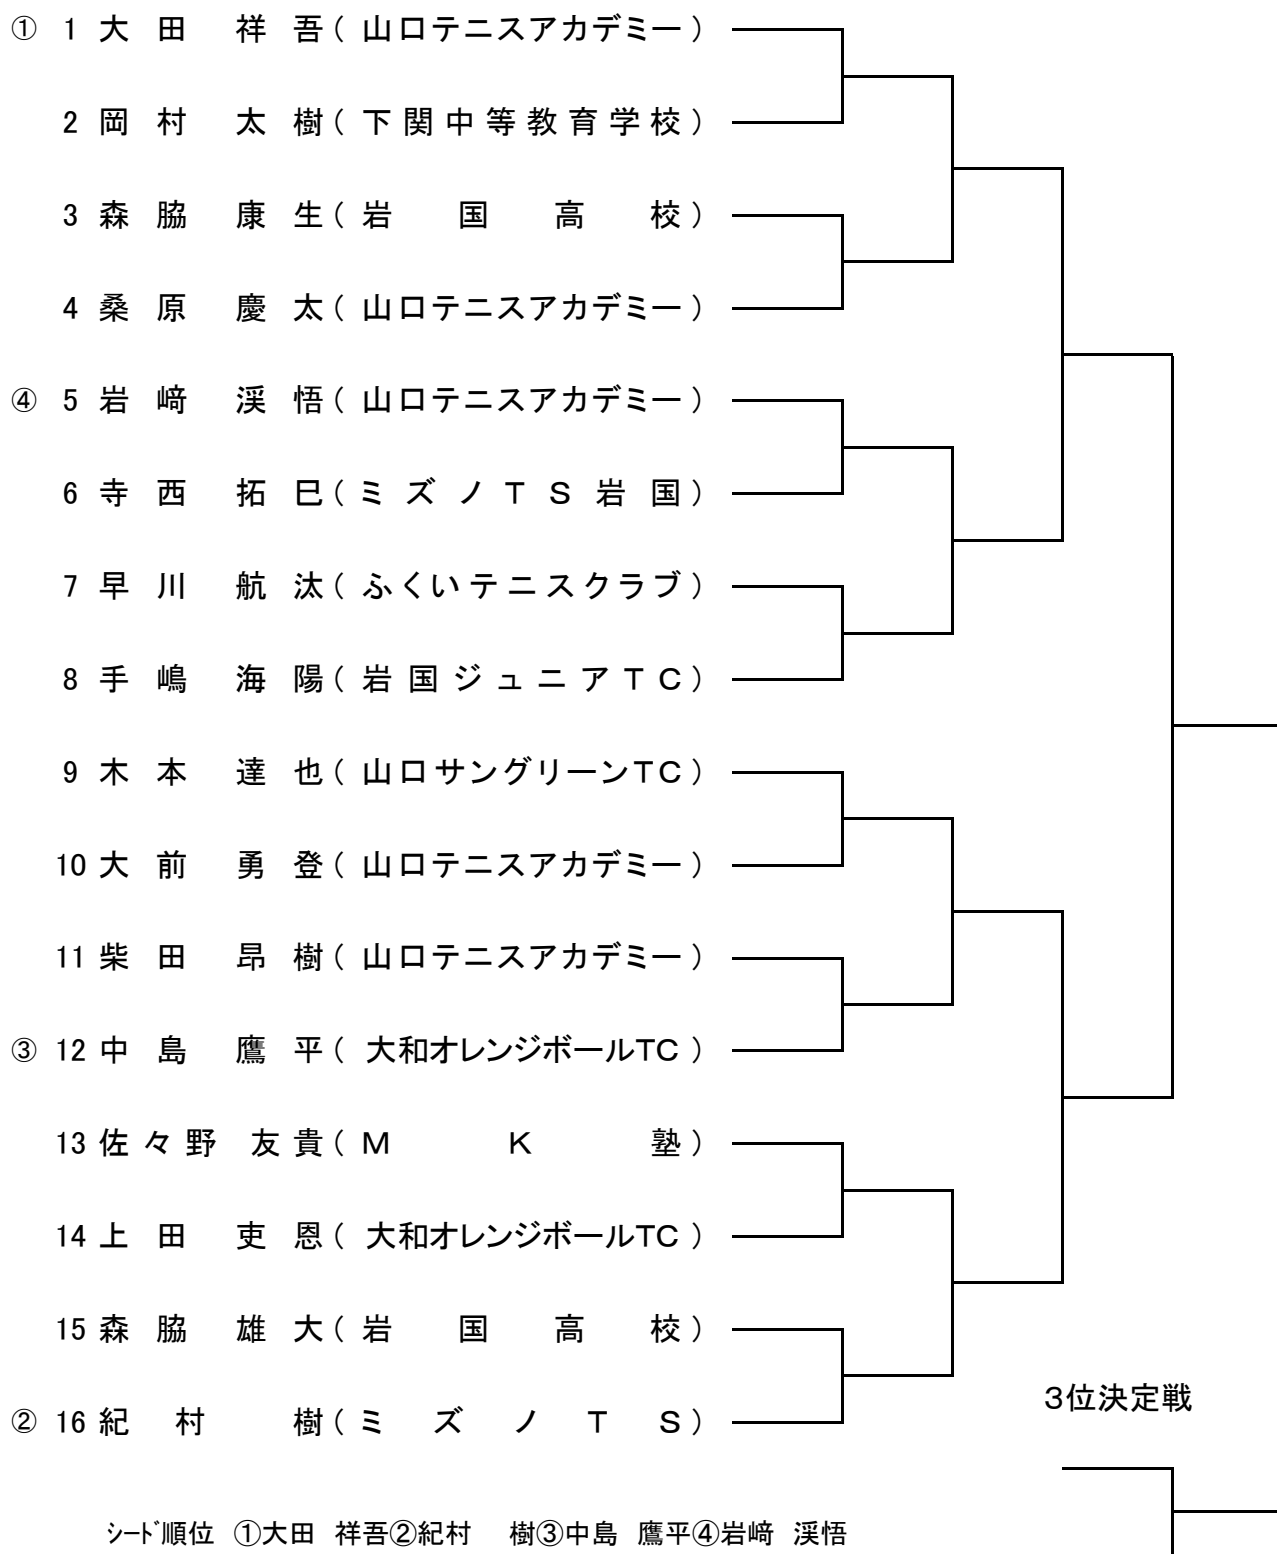 ① 1 大田 祥吾(山口テニスアカデミー)
2 岡村 太樹(下関中等教育学校)
3 森脇 康生(岩国高校)
4 桑原 慶太(山口テニスアカデミー)
④ 5 岩﨑 渓悟(山口テニスアカデミー)
6 寺西 拓巳(ミズノTS岩国)
7 早川 航汰(ふくいテニスクラブ)
8 手嶋 海陽(岩国ジュニアTC)
9 木本 達也(山口サングリーンTC)
10 大前 勇登(山口テニスアカデミー)
11 柴田 昂樹(山口テニスアカデミー)
③ 12 中島 鷹平(大和オレンジボールTC)
13 佐々野 友貴(MK塾)
14 上田 吏恩(大和オレンジボールTC)
15 森脇 雄大(岩国高校)
② 16 紀村 樹(ミズノTS)
3位決定戦
シード順位 ①大田 祥吾②紀村 樹③中島 鷹平④岩﨑 渓悟